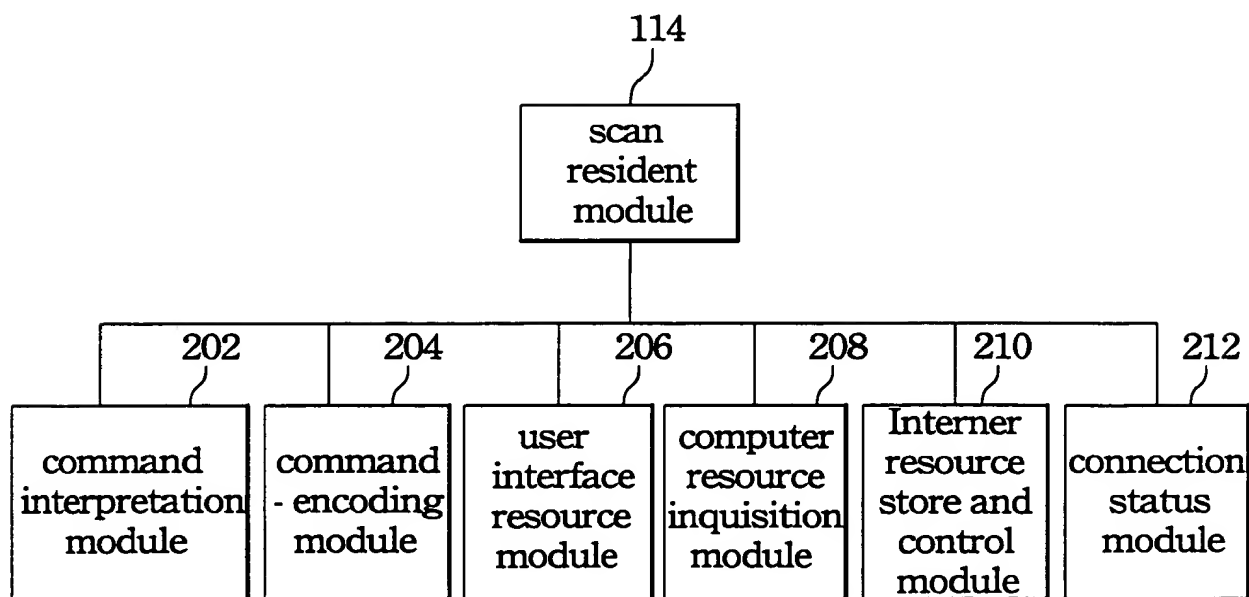 114
scan
resident
module
202
204
206
208
210
212
command
interpretation
module
command
- encoding
module
user
interface
resource
module
computer
resource
inquisition
module
Interner
resource
store and
control
module
connection
status
module